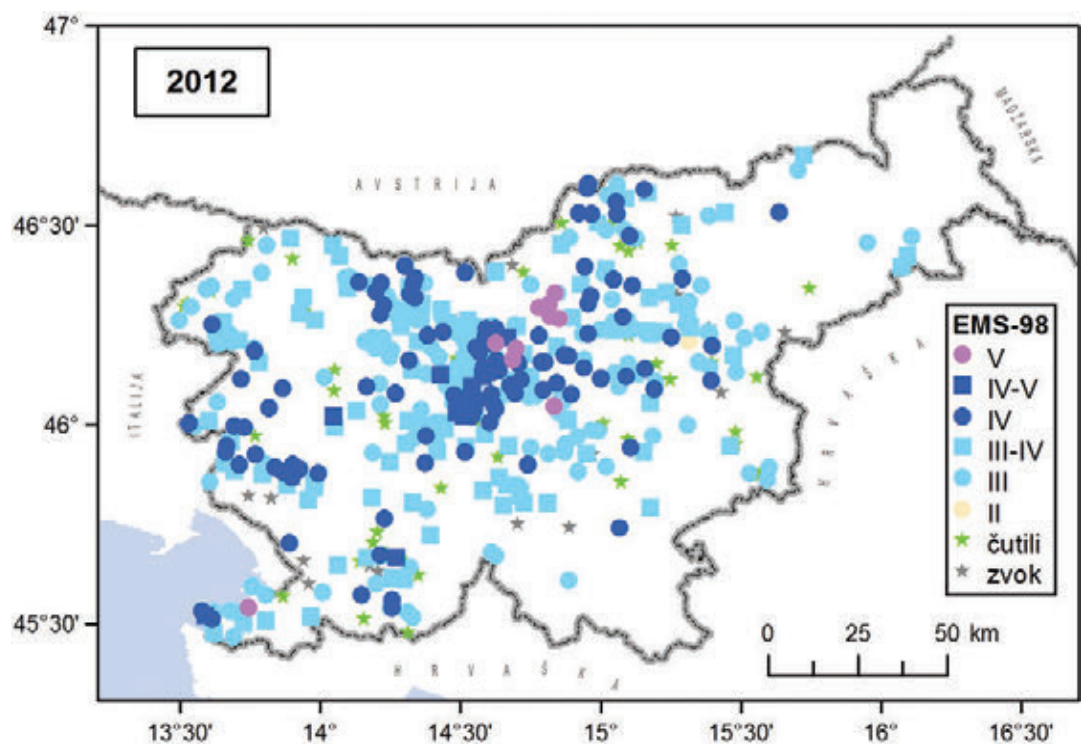 47°
2012
MADŽARSKA
AVSTRIJA
46°30'
EMS-98
V
IV-V
IV
III-IV
III
II
čutili
zvok
ITALIJA
46°
HRVAŠKA
45°30'
0 25 50 km
HRVAŠKA
13°30' 14° 14°30' 15° 15°30' 16° 16°30'